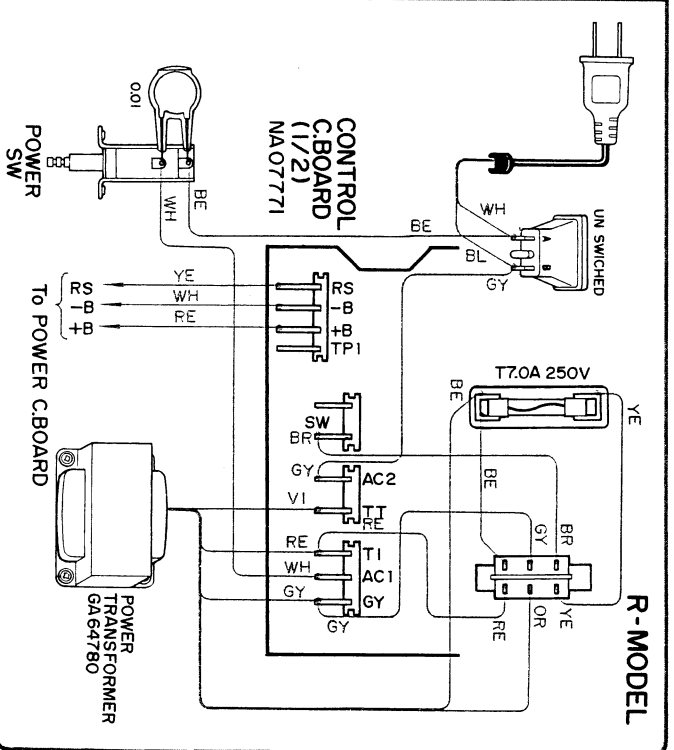 UN SWICHED
A
B
WH
BL
GY
BE
CONTROL
C.BOARD
(1/2)
NA07771
0.01
POWER
SW
BE
WH
RS
-B
+B
TP1
YE
WH
RE
RS
-B
+B
To POWER C.BOARD
T7.0A 250V
BE
YE
SW
BR
GY
AC2
VI
TT
RE
BE
GY
BR
RE
T1
WH
AC1
GY
GY
GY
RE
OR
YE
POWER
TRANSFORMER
GA64780
R-MODEL